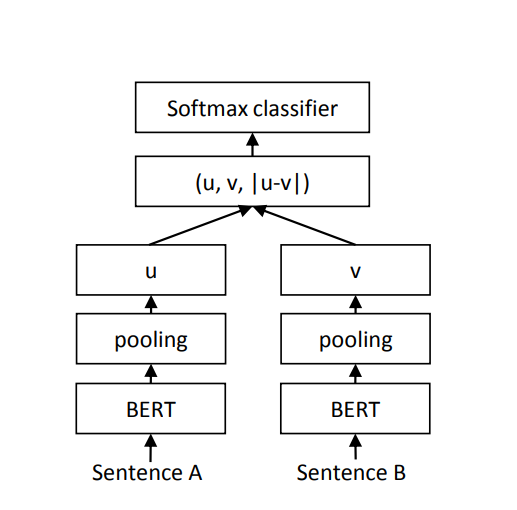 Softmax classifier
(u, v, |u-v|)
u
v
pooling
pooling
BERT
BERT
Sentence A
Sentence B